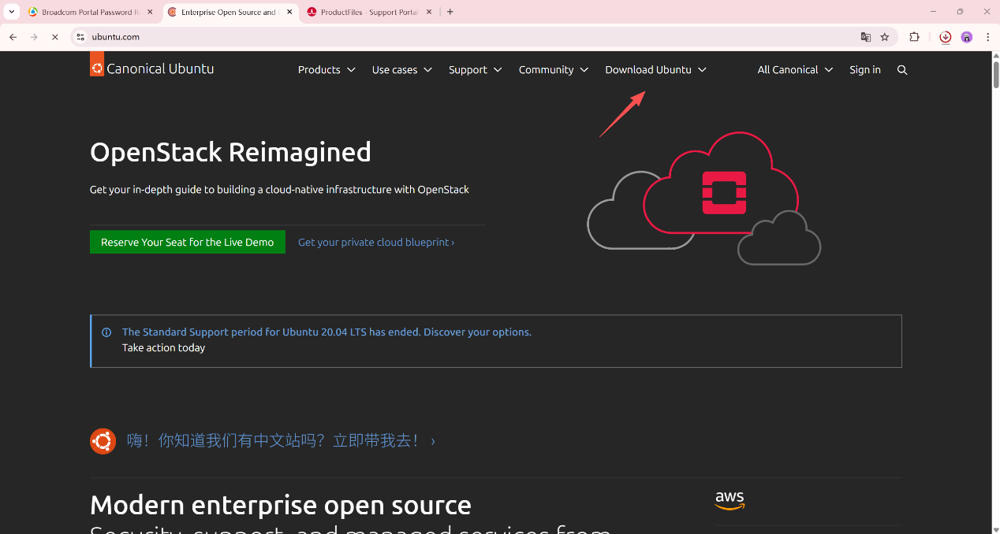 Broadcom Portal Password R
Enterprise Open Source and
ProductFiles - Support Portal
ubuntu.com
Canonical Ubuntu
Products
Use cases
Support
Community
Download Ubuntu
All Canonical
Sign in
OpenStack Reimagined
Get your in-depth guide to building a cloud-native infrastructure with OpenStack
Reserve Your Seat for the Live Demo
Get your private cloud blueprint ›
The Standard Support period for Ubuntu 20.04 LTS has ended. Discover your options.
Take action today
嗨！你知道我们有中文站吗？立即带我去！ ›
Modern enterprise open source
aws
Security, support, and managed services from